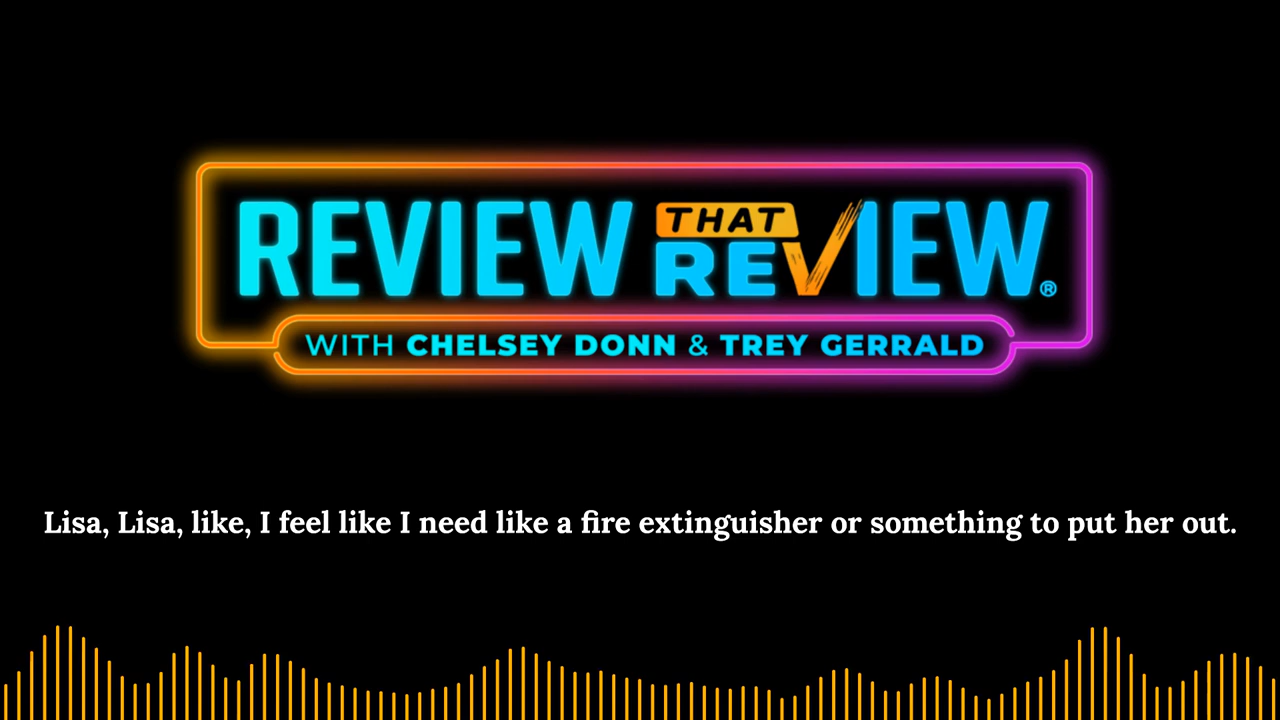 REVIEW THAT REVIEW®
WITH CHELSEY DONN & TREY GERRALD
Lisa, Lisa, like, I feel like I need like a fire extinguisher or something to put her out.